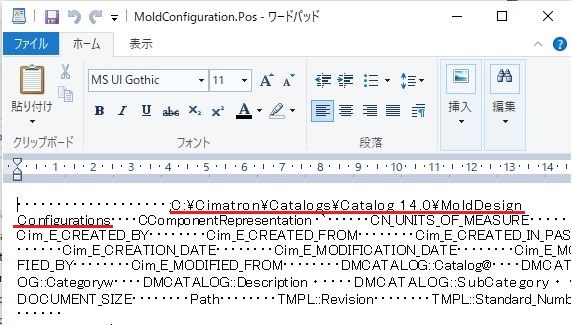 MoldConfiguration.Pos - ワードパッド
ファイル ホーム 表示
貼り付け
MS UI Gothic 11
B I U abc X₂ X² A
挿入 編集
クリップボード フォント 段落
1 2 3 4 5 6 7 8 9 10 11 12 13 14
:C:¥Cimatron¥Catalogs¥Catalog 14.0¥MoldDesign
Configurations····CComponentRepresentation CN_UNITS_OF_MEASURE
Cim_E_CREATED_BY Cim_E_CREATED_FROM Cim_E_CREATED_IN_PAS
Cim_E_CREATION_DATE Cim_E_MODIFICATION_DATE
FIED_BY Cim_E_MODIFIED_FROM DMCATALOG::Catalog@ DMCAT
OG::Categoryw DMCATALOG::Description DMCATALOG::SubCategory
DOCUMENT_SIZE Path TMPL::Revision TMPL::Standard_Numb